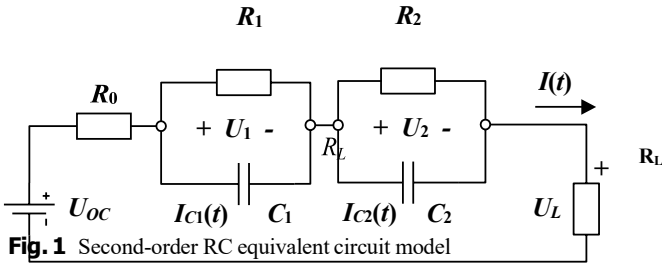 R1 R2
R0 I(t)
+ U1 - + U2 -
RL RL
+
+ UOC IC1(t) C1 IC2(t) C2 UL
-
Fig. 1 Second-order RC equivalent circuit model